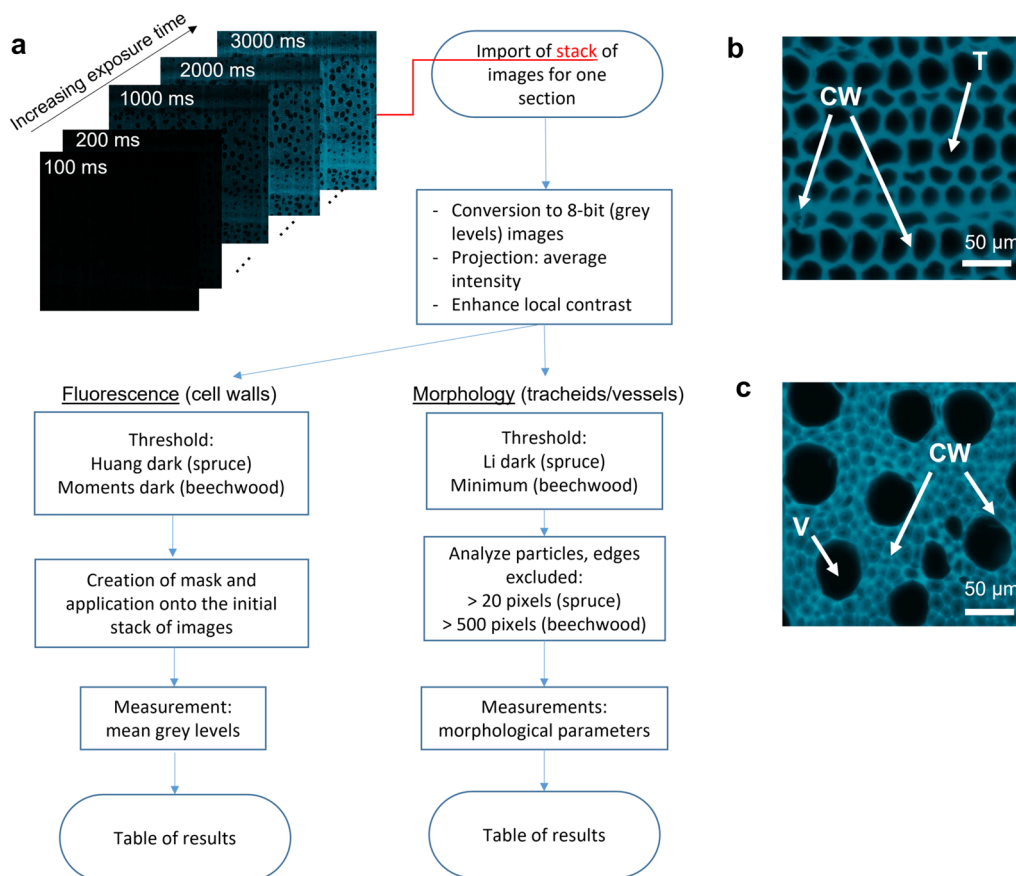 a
Increasing exposure time
3000 ms
2000 ms
1000 ms
200 ms
100 ms
Import of stack of
images for one
section
- Conversion to 8-bit (grey
levels) images
- Projection: average
intensity
- Enhance local contrast
Fluorescence (cell walls)
Threshold:
Huang dark (spruce)
Moments dark (beechwood)
Creation of mask and
application onto the initial
stack of images
Measurement:
mean grey levels
Table of results
Morphology (tracheids/vessels)
Threshold:
Li dark (spruce)
Minimum (beechwood)
Analyze particles, edges
excluded:
> 20 pixels (spruce)
> 500 pixels (beechwood)
Measurements:
morphological parameters
Table of results
b
T
CW
50 µm
c
CW
V
50 µm